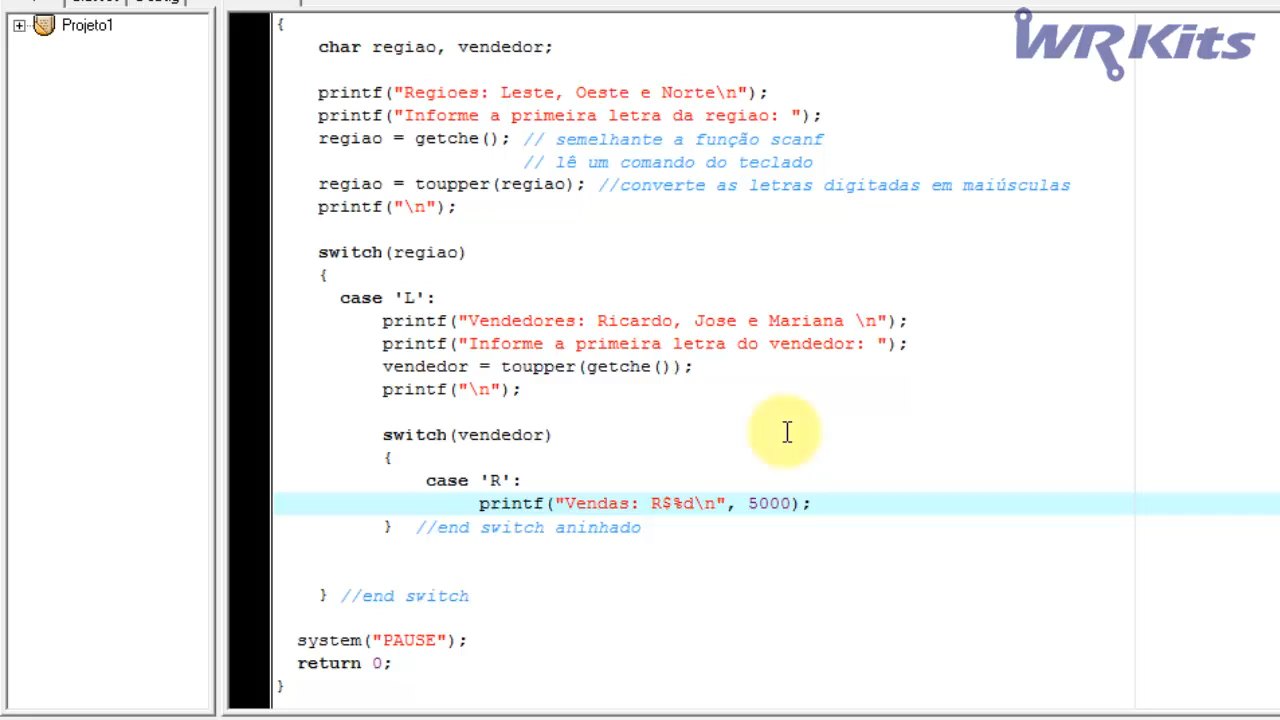 Projeto1
WR Kits
{
char regiao, vendedor;
printf("Regioes: Leste, Oeste e Norte\n");
printf("Informe a primeira letra da regiao: ");
regiao = getche(); // semelhante a função scanf
// lê um comando do teclado
regiao = toupper(regiao); //converte as letras digitadas em maiúsculas
printf("\n");
switch(regiao)
{
case 'L':
printf("Vendedores: Ricardo, Jose e Mariana \n");
printf("Informe a primeira letra do vendedor: ");
vendedor = toupper(getche());
printf("\n");
switch(vendedor)
{
case 'R':
printf("Vendas: R$%d\n", 5000);
} //end switch aninhado
} //end switch
system("PAUSE");
return 0;
}